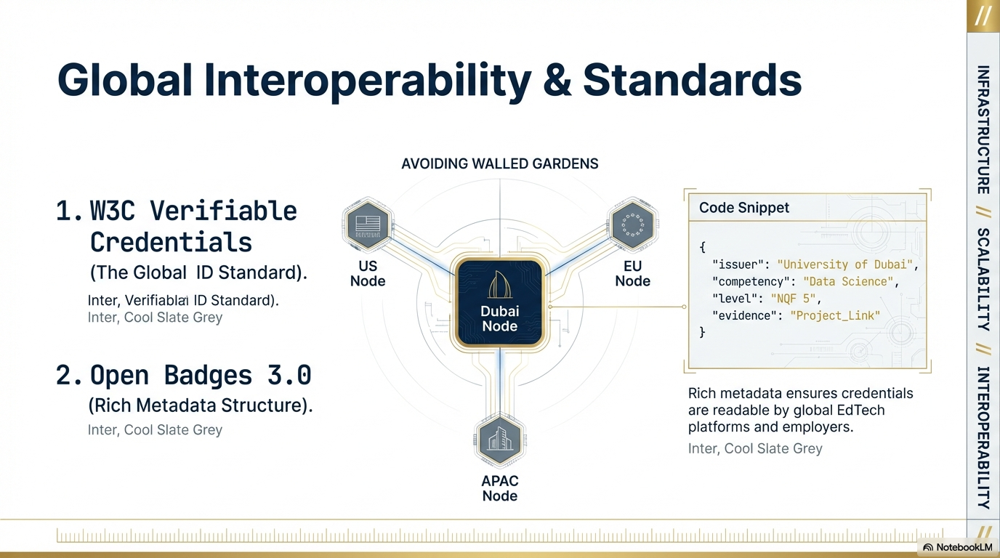 Global Interoperability & Standards
1. W3C Verifiable
Credentials
(The Global ID Standard).
Inter, ID Standard).
Inter, Cool Slate Grey
2. Open Badges 3.0
(Rich Metadata Structure).
Inter, Cool Slate Grey
AVOIDING WALLED GARDENS
US
Node
EU
Node
Dubai
Node
APAC
Node
Code Snippet
{
"issuer": "University of Dubai",
"competency": "Data Science",
"level": "NQF 5",
"evidence": "Project_Link"
}
Rich metadata ensures credentials
are readable by global EdTech
platforms and employers.
Inter, Cool Slate Grey
// INFRASTRUCTURE // SCALABILITY // INTEROPERABILITY //
NotebookLM